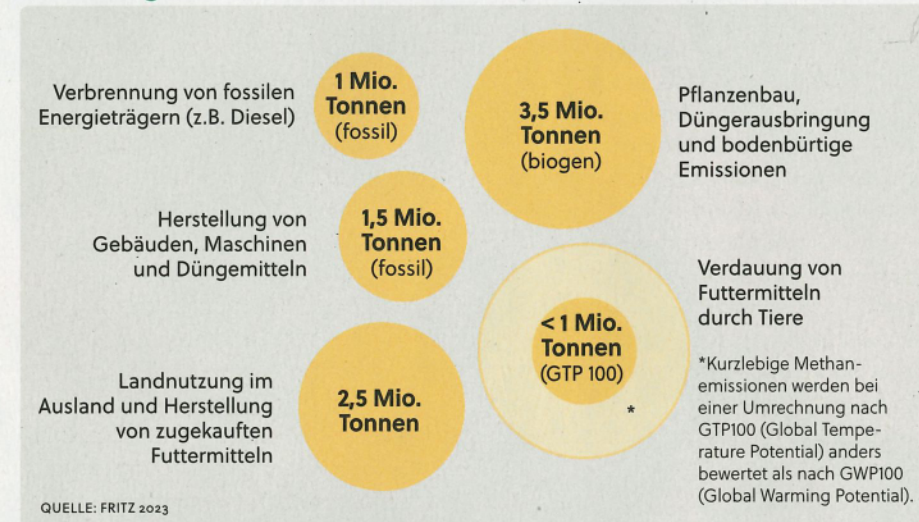 Verbrennung von fossilen
Energieträgern (z.B. Diesel)
1 Mio.
Tonnen
(fossil)
3,5 Mio.
Tonnen
(biogen)
Pflanzenbau,
Düngerausbringung
und bodenbürtige
Emissionen
Herstellung von
Gebäuden, Maschinen
und Düngemitteln
1,5 Mio.
Tonnen
(fossil)
< 1 Mio.
Tonnen
(GTP 100)
*
Verdauung von
Futtermitteln
durch Tiere
*Kurzlebige Methan-
emissionen werden bei
einer Umrechnung nach
GTP100 (Global Tempe-
rature Potential) anders
bewertet als nach GWP100
(Global Warming Potential).
Landnutzung im
Ausland und Herstellung
von zugekauften
Futtermitteln
2,5 Mio.
Tonnen
QUELLE: FRITZ 2023